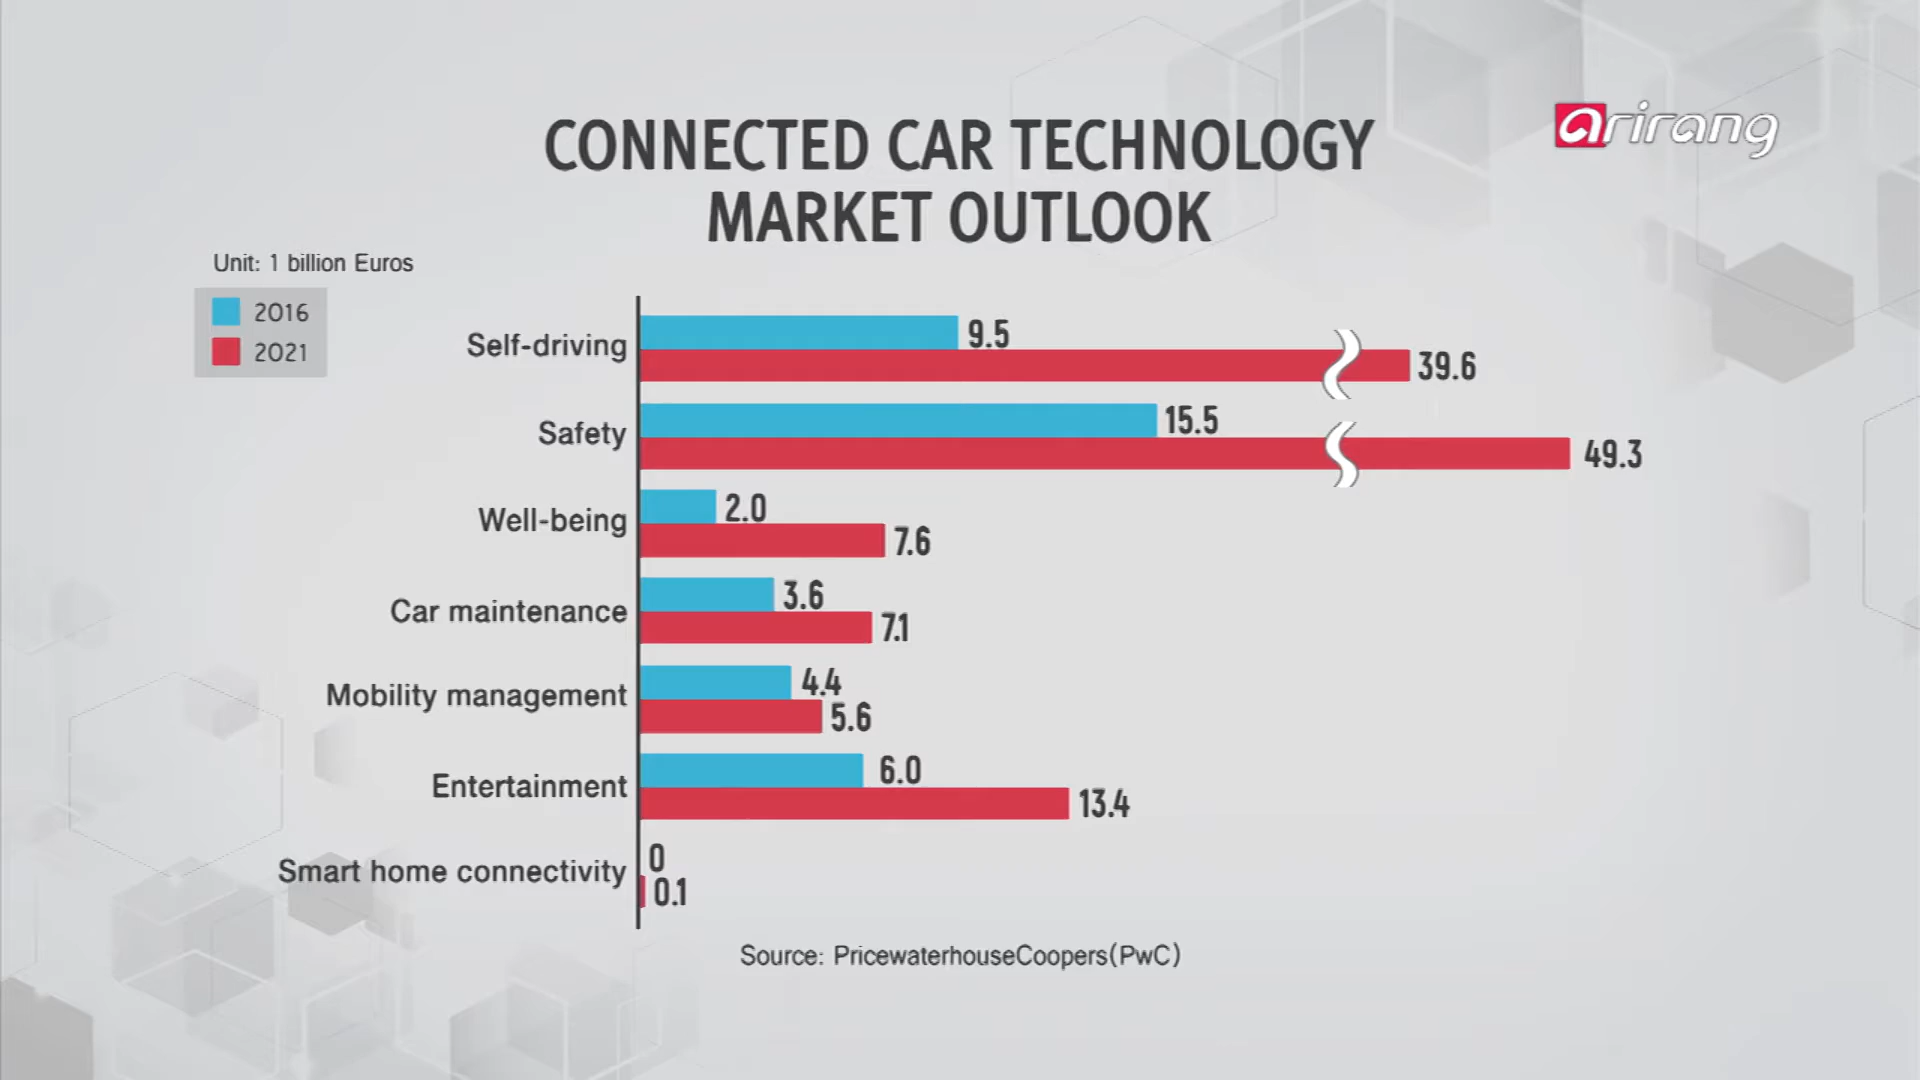 arirang
CONNECTED CAR TECHNOLOGY
MARKET OUTLOOK
Unit: 1 billion Euros
2016
2021
Self-driving
9.5
39.6
Safety
15.5
49.3
Well-being
2.0
7.6
Car maintenance
3.6
7.1
Mobility management
4.4
5.6
Entertainment
6.0
13.4
Smart home connectivity
0
0.1
Source: PricewaterhouseCoopers(PwC)